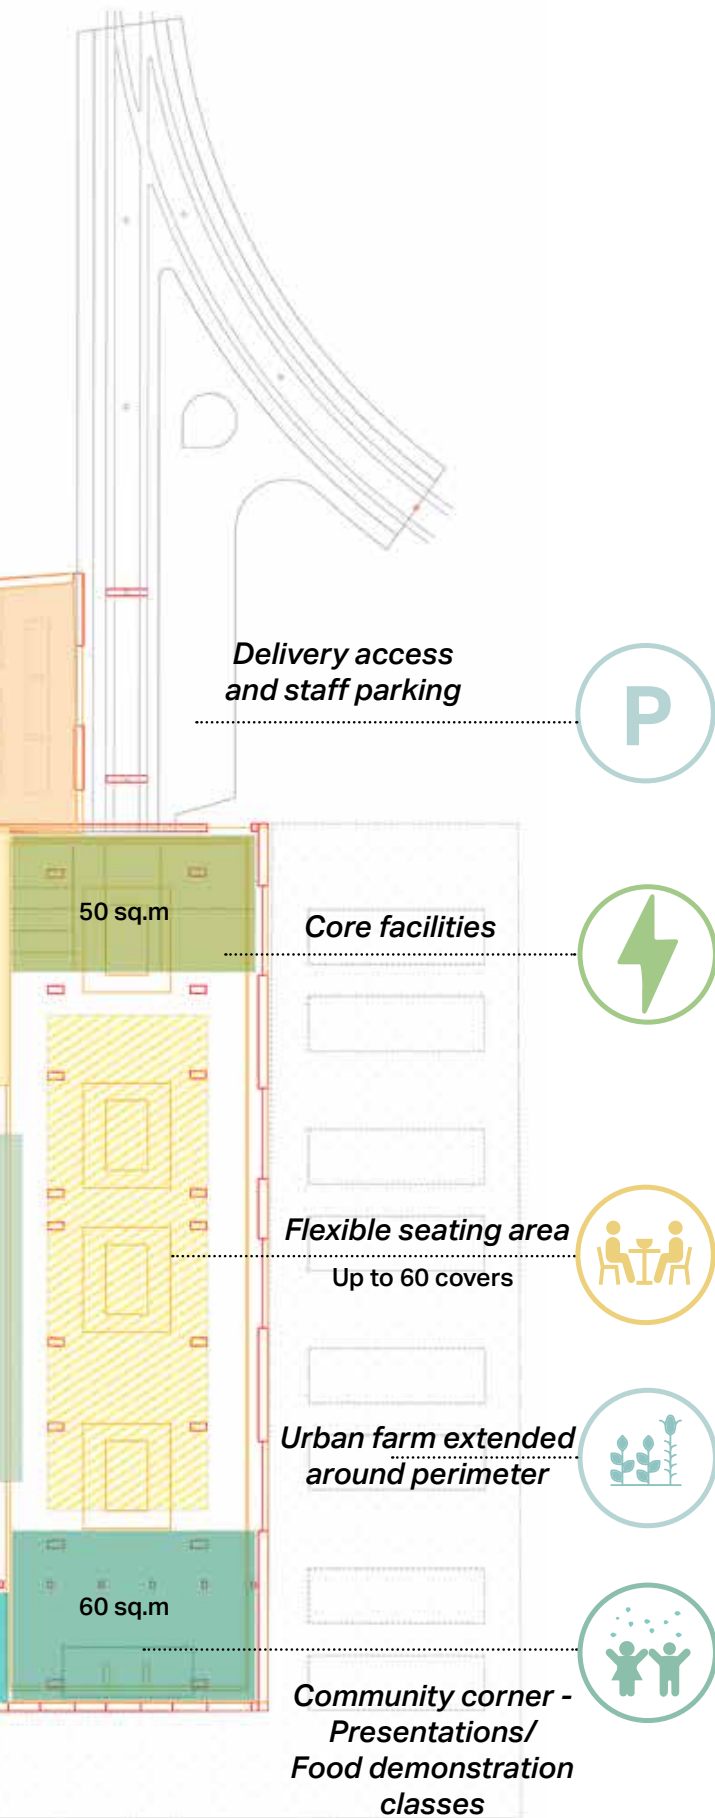 Delivery access
and staff parking
P
50 sq.m
Core facilities
Flexible seating area
Up to 60 covers
Urban farm extended
around perimeter
60 sq.m
Community corner -
Presentations/
Food demonstration
classes